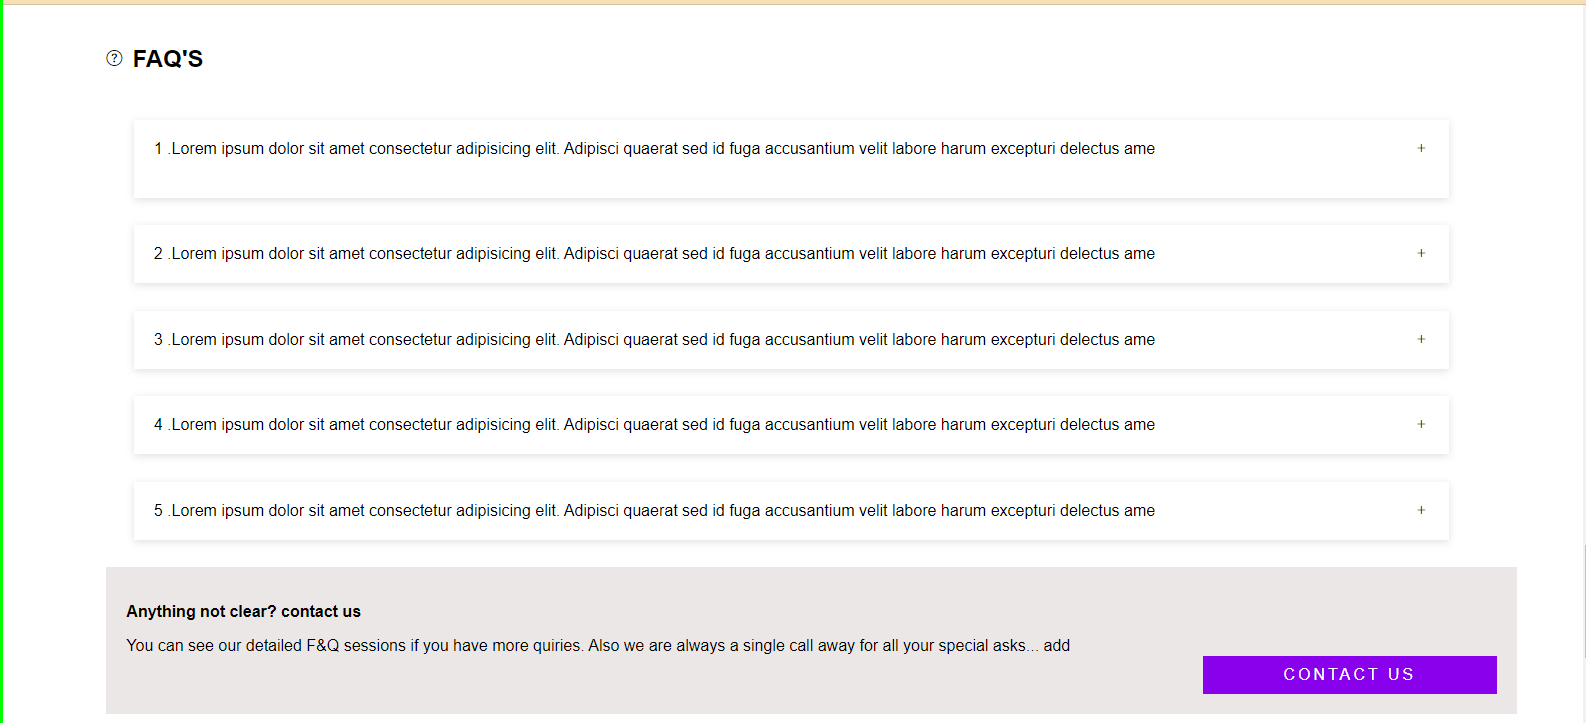 ? FAQ'S
1 .Lorem ipsum dolor sit amet consectetur adipisicing elit. Adipisci quaerat sed id fuga accusantium velit labore harum excepturi delectus ame +
2 .Lorem ipsum dolor sit amet consectetur adipisicing elit. Adipisci quaerat sed id fuga accusantium velit labore harum excepturi delectus ame +
3 .Lorem ipsum dolor sit amet consectetur adipisicing elit. Adipisci quaerat sed id fuga accusantium velit labore harum excepturi delectus ame +
4 .Lorem ipsum dolor sit amet consectetur adipisicing elit. Adipisci quaerat sed id fuga accusantium velit labore harum excepturi delectus ame +
5 .Lorem ipsum dolor sit amet consectetur adipisicing elit. Adipisci quaerat sed id fuga accusantium velit labore harum excepturi delectus ame +
Anything not clear? contact us
You can see our detailed F&Q sessions if you have more quiries. Also we are always a single call away for all your special asks... add
CONTACT US